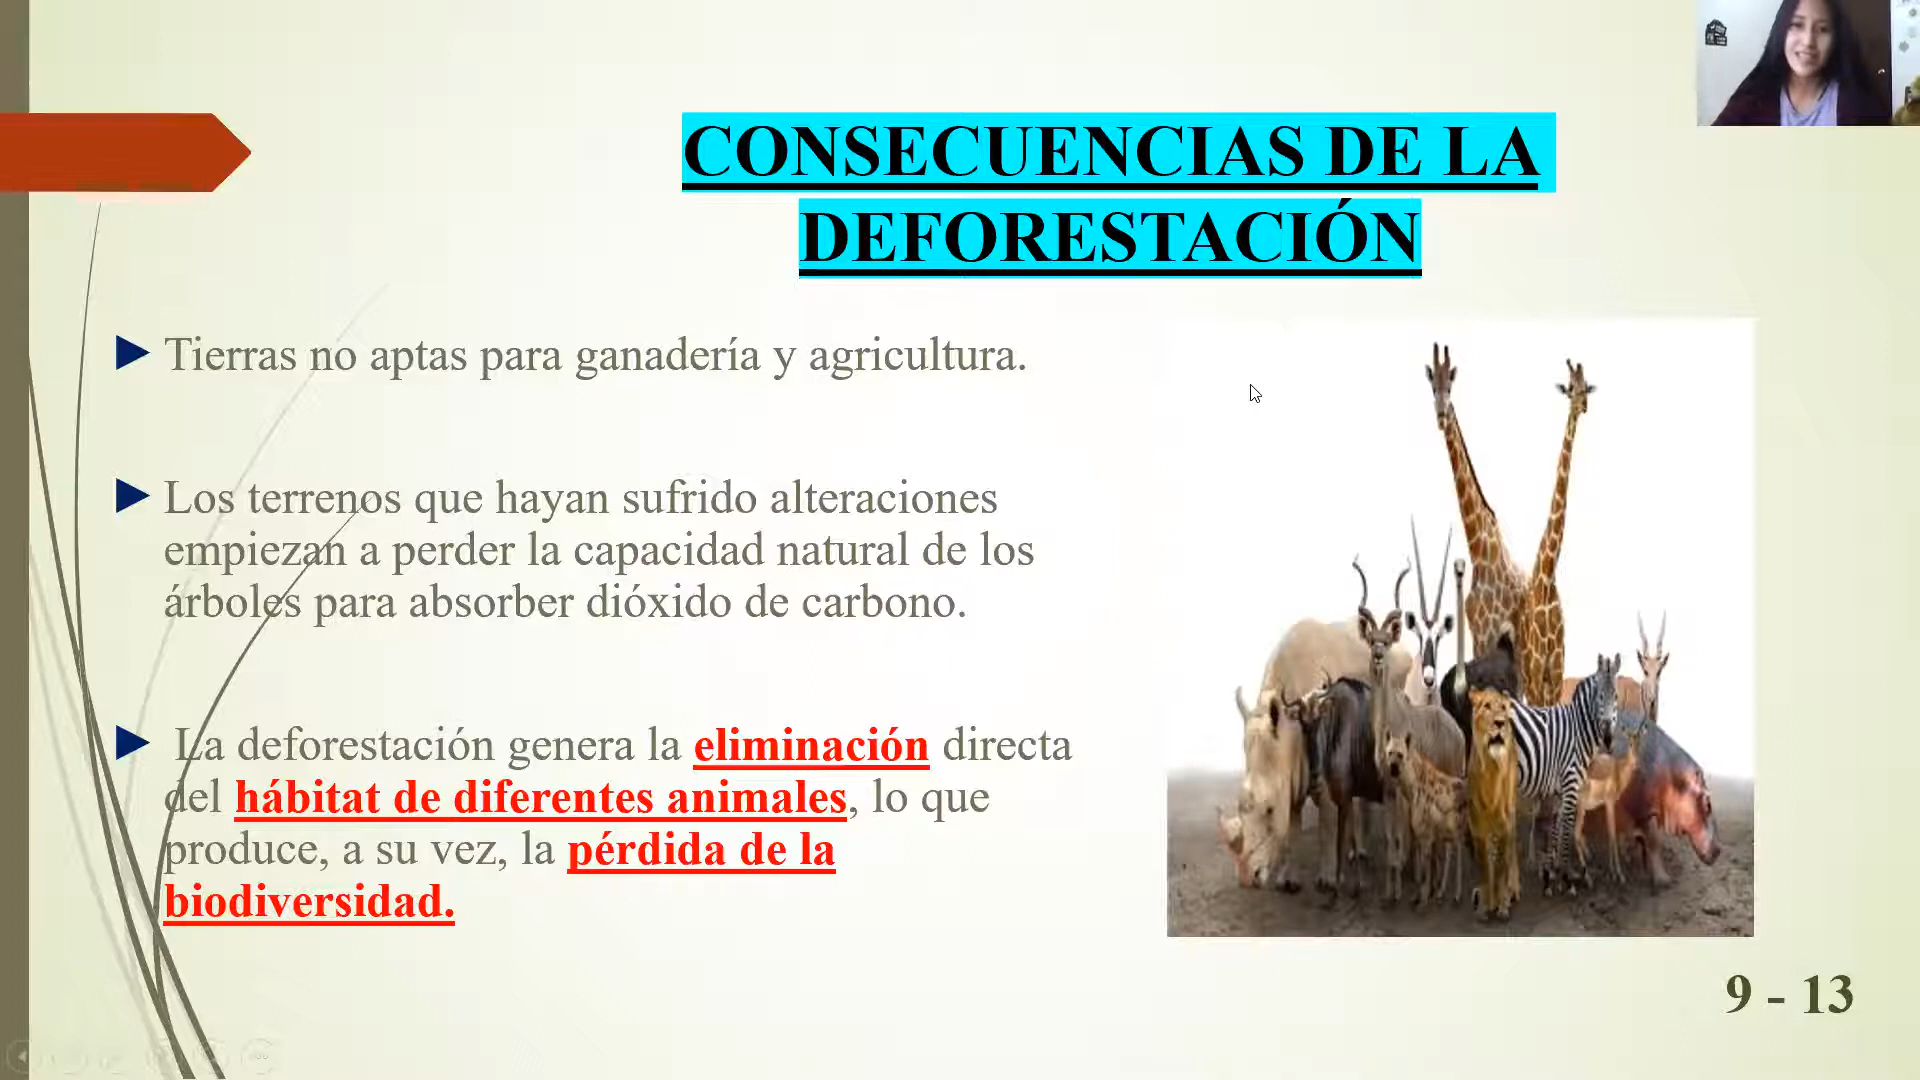 CONSECUENCIAS DE LA
DEFORESTACIÓN
Tierras no aptas para ganadería y agricultura.
Los terrenos que hayan sufrido alteraciones
empiezan a perder la capacidad natural de los
árboles para absorber dióxido de carbono.
La deforestación genera la eliminación directa
del hábitat de diferentes animales, lo que
produce, a su vez, la pérdida de la
biodiversidad.
9 - 13